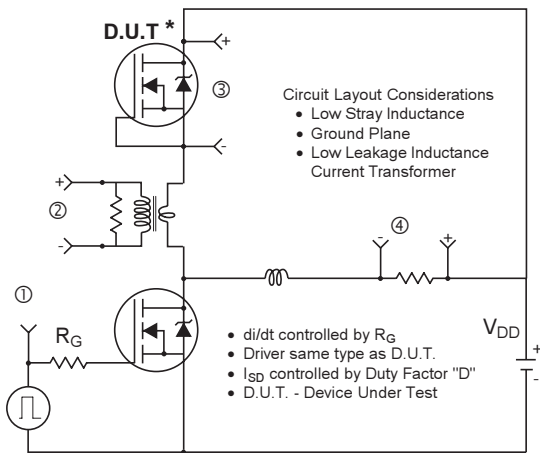 D.U.T *
+
③
-
Circuit Layout Considerations
• Low Stray Inductance
• Ground Plane
• Low Leakage Inductance
Current Transformer
+
②
-
- ④ +
①
R_G
• di/dt controlled by R_G
• Driver same type as D.U.T.
• I_SD controlled by Duty Factor "D"
• D.U.T. - Device Under Test
V_DD
+
-